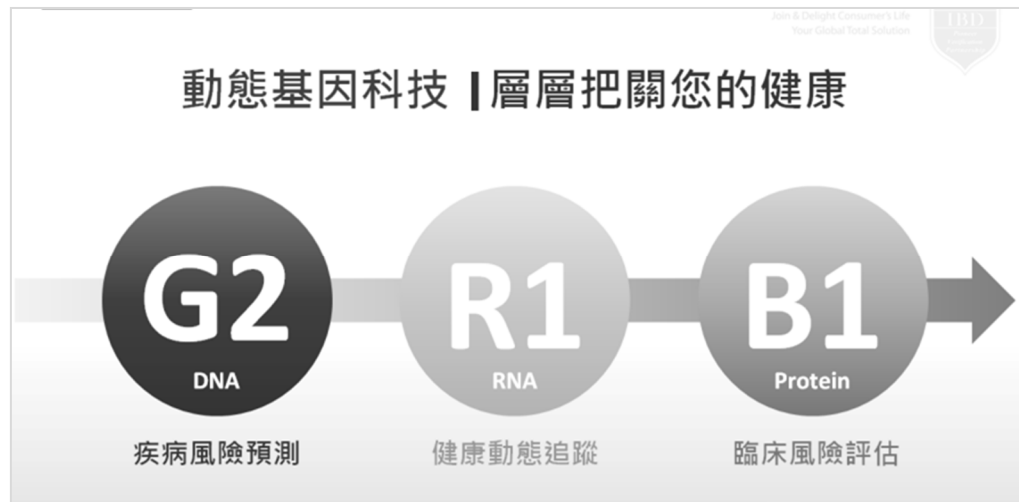 Join & Delight Consumer's Life
Your Global Total Solution
IBD
動態基因科技 | 層層把關您的健康
G2
DNA
R1
RNA
B1
Protein
疾病風險預測
健康動態追蹤
臨床風險評估